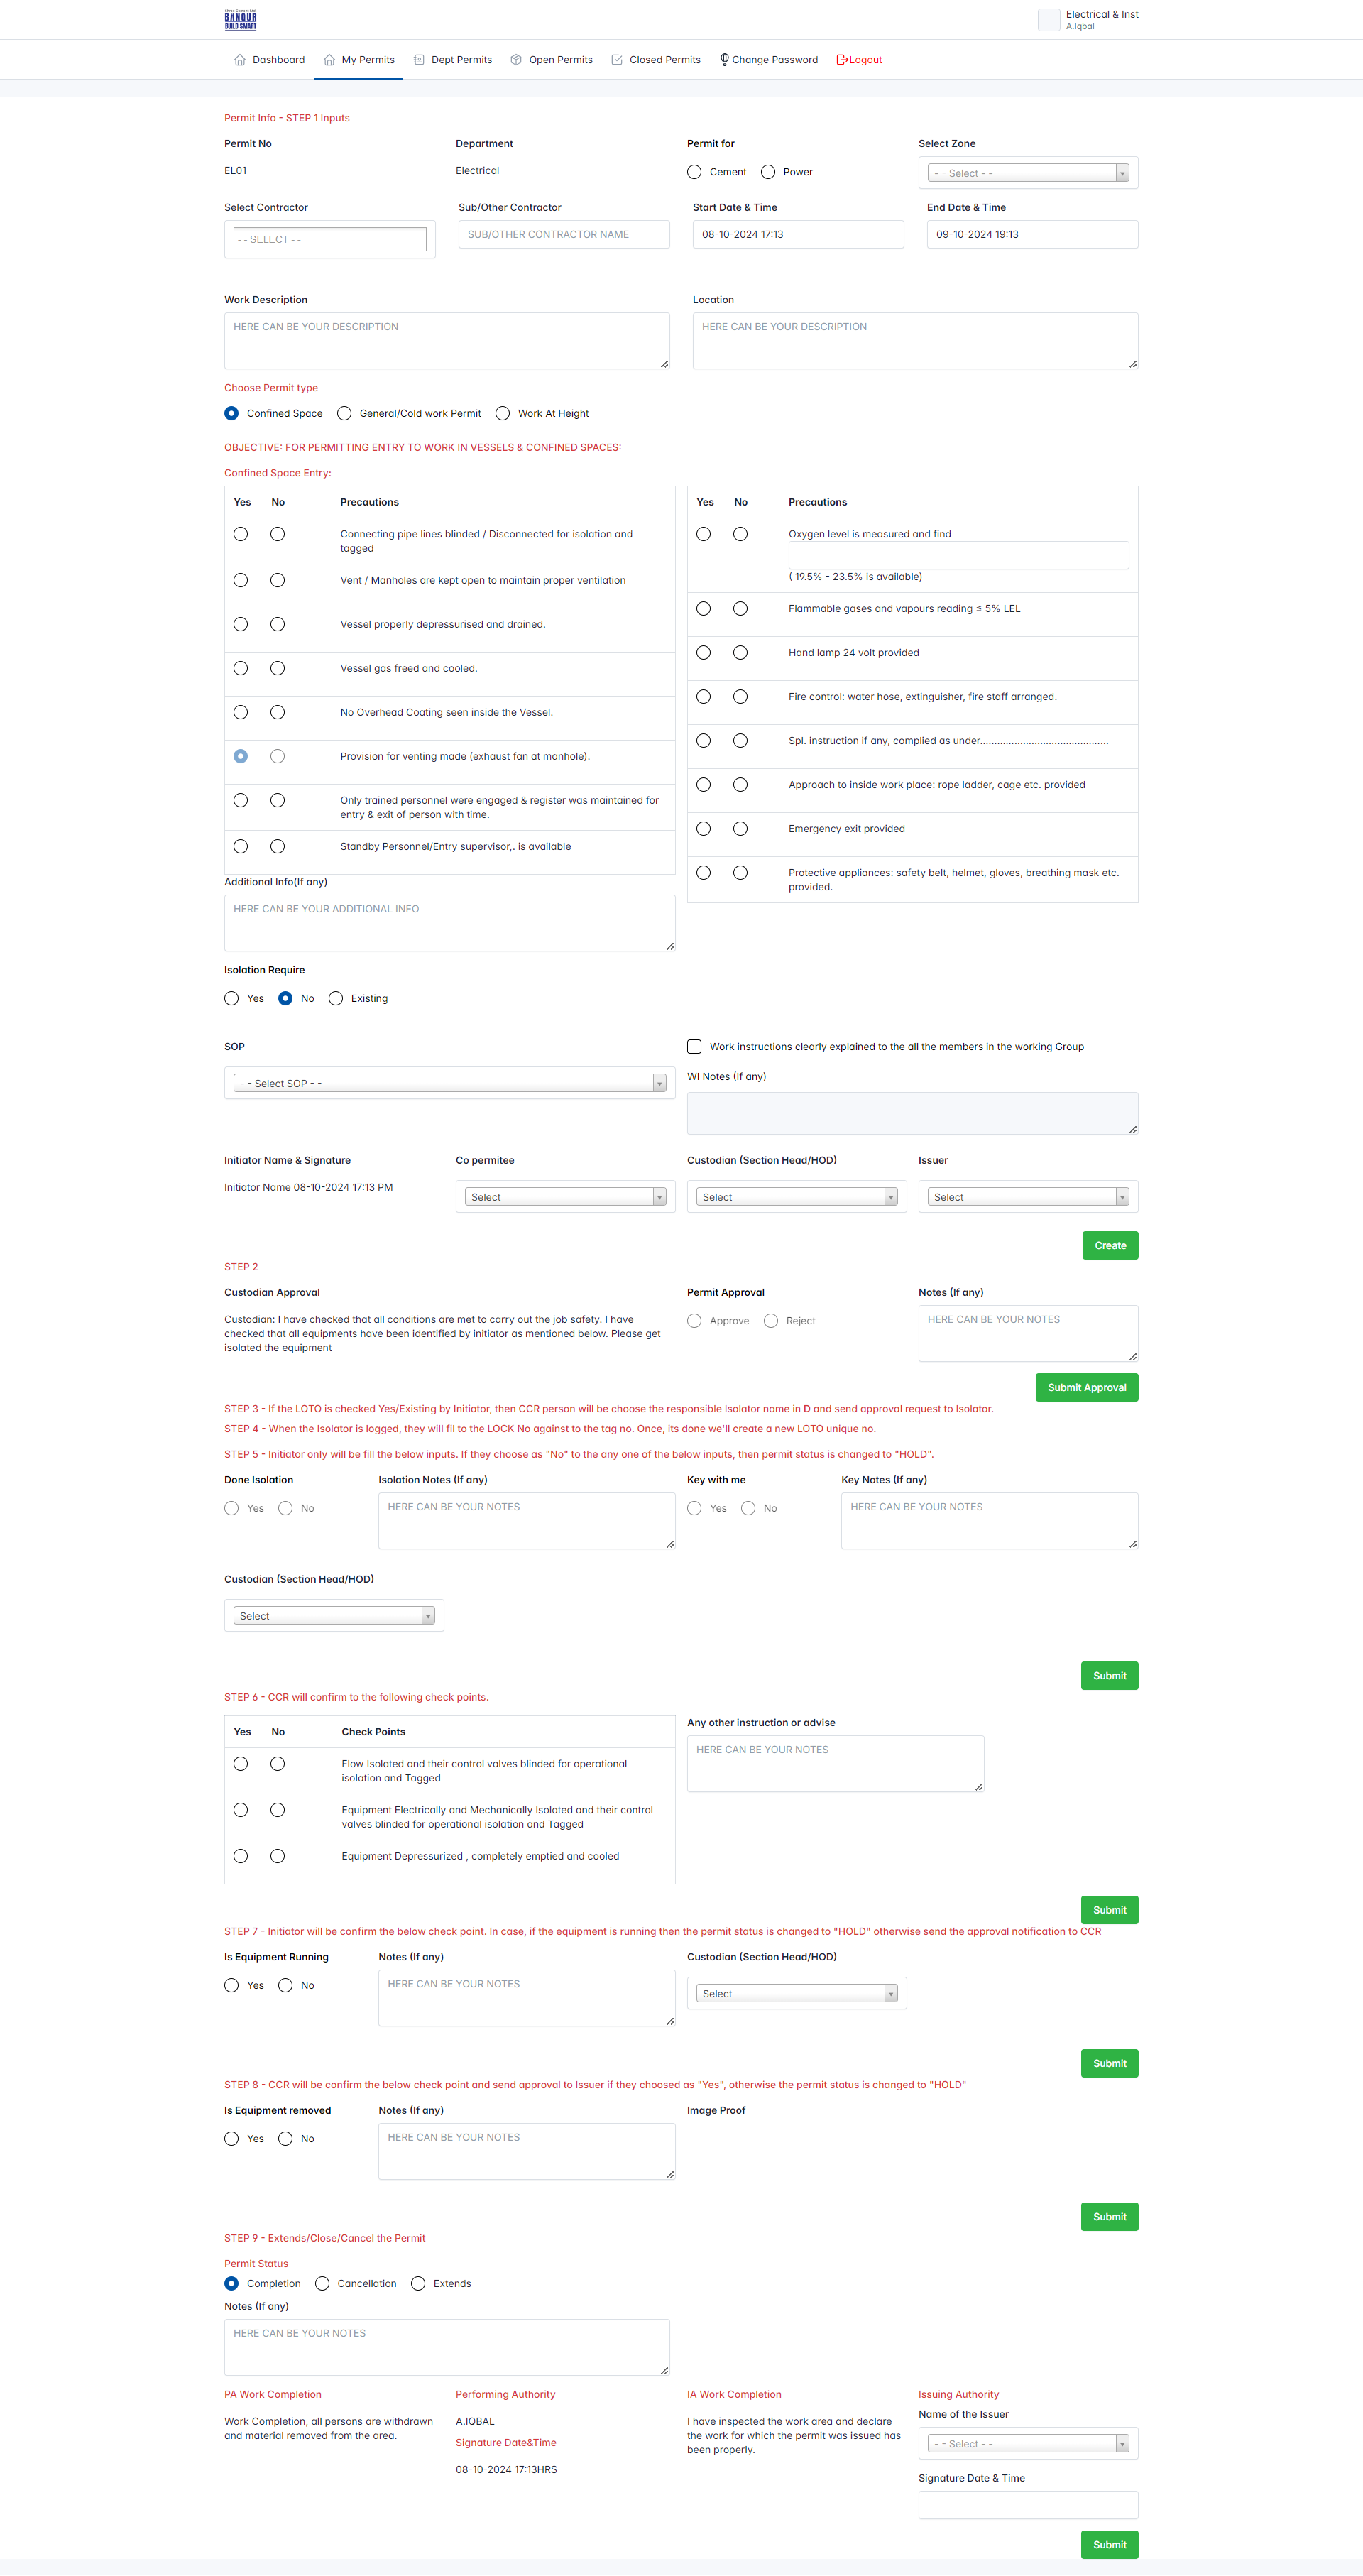 Shree Cement Ltd.
BANGUR
BUILD SMART
Electrical & Inst
A.Iqbal
Dashboard
My Permits
Dept Permits
Open Permits
Closed Permits
Change Password
Logout
Permit Info - STEP 1 Inputs
Permit No
Department
Permit for
Select Zone
EL01
Electrical
Cement
Power
- - Select - -
Select Contractor
Sub/Other Contractor
Start Date & Time
End Date & Time
- - SELECT - -
SUB/OTHER CONTRACTOR NAME
08-10-2024 17:13
09-10-2024 19:13
Work Description
Location
HERE CAN BE YOUR DESCRIPTION
HERE CAN BE YOUR DESCRIPTION
Choose Permit type
Confined Space
General/Cold work Permit
Work At Height
OBJECTIVE: FOR PERMITTING ENTRY TO WORK IN VESSELS & CONFINED SPACES:
Confined Space Entry:
Yes No Precautions
Connecting pipe lines blinded / Disconnected for isolation and
tagged
Vent / Manholes are kept open to maintain proper ventilation
Vessel properly depressurised and drained.
Vessel gas freed and cooled.
No Overhead Coating seen inside the Vessel.
Provision for venting made (exhaust fan at manhole).
Only trained personnel were engaged & register was maintained for
entry & exit of person with time.
Standby Personnel/Entry supervisor,. is available
Yes No Precautions
Oxygen level is measured and find
( 19.5% - 23.5% is available)
Flammable gases and vapours reading ≤ 5% LEL
Hand lamp 24 volt provided
Fire control: water hose, extinguisher, fire staff arranged.
Spl. instruction if any, complied as under.............................................
Approach to inside work place: rope ladder, cage etc. provided
Emergency exit provided
Protective appliances: safety belt, helmet, gloves, breathing mask etc.
provided.
Additional Info(If any)
HERE CAN BE YOUR ADDITIONAL INFO
Isolation Require
Yes
No
Existing
SOP
- - Select SOP - -
Work instructions clearly explained to the all the members in the working Group
WI Notes (If any)
Initiator Name & Signature
Co permitee
Custodian (Section Head/HOD)
Issuer
Initiator Name 08-10-2024 17:13 PM
Select
Select
Select
Create
STEP 2
Custodian Approval
Permit Approval
Notes (If any)
Custodian: I have checked that all conditions are met to carry out the job safety. I have
checked that all equipments have been identified by initiator as mentioned below. Please get
isolated the equipment
Approve
Reject
HERE CAN BE YOUR NOTES
Submit Approval
STEP 3 - If the LOTO is checked Yes/Existing by Initiator, then CCR person will be choose the responsible Isolator name in D and send approval request to Isolator.
STEP 4 - When the Isolator is logged, they will fil to the LOCK No against to the tag no. Once, its done we'll create a new LOTO unique no.
STEP 5 - Initiator only will be fill the below inputs. If they choose as "No" to the any one of the below inputs, then permit status is changed to "HOLD".
Done Isolation
Isolation Notes (If any)
Key with me
Key Notes (If any)
Yes
No
HERE CAN BE YOUR NOTES
Yes
No
HERE CAN BE YOUR NOTES
Custodian (Section Head/HOD)
Select
Submit
STEP 6 - CCR will confirm to the following check points.
Yes No Check Points
Flow Isolated and their control valves blinded for operational
isolation and Tagged
Equipment Electrically and Mechanically Isolated and their control
valves blinded for operational isolation and Tagged
Equipment Depressurized , completely emptied and cooled
Any other instruction or advise
HERE CAN BE YOUR NOTES
Submit
STEP 7 - Initiator will be confirm the below check point. In case, if the equipment is running then the permit status is changed to "HOLD" otherwise send the approval notification to CCR
Is Equipment Running
Notes (If any)
Custodian (Section Head/HOD)
Yes
No
HERE CAN BE YOUR NOTES
Select
Submit
STEP 8 - CCR will be confirm the below check point and send approval to Issuer if they choosed as "Yes", otherwise the permit status is changed to "HOLD"
Is Equipment removed
Notes (If any)
Image Proof
Yes
No
HERE CAN BE YOUR NOTES
Submit
STEP 9 - Extends/Close/Cancel the Permit
Permit Status
Completion
Cancellation
Extends
Notes (If any)
HERE CAN BE YOUR NOTES
PA Work Completion
Work Completion, all persons are withdrawn
and material removed from the area.
Performing Authority
A.IQBAL
Signature Date&Time
08-10-2024 17:13HRS
IA Work Completion
I have inspected the work area and declare
the work for which the permit was issued has
been properly.
Issuing Authority
Name of the Issuer
- - Select - -
Signature Date & Time
Submit